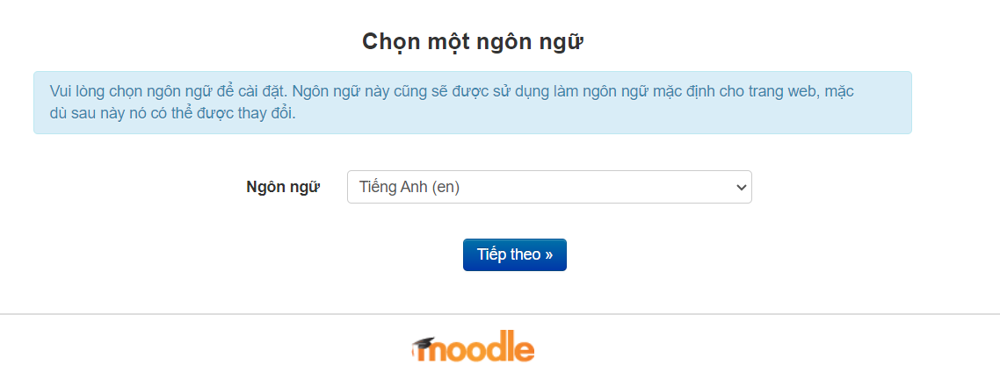 Chọn một ngôn ngữ
Vui lòng chọn ngôn ngữ để cài đặt. Ngôn ngữ này cũng sẽ được sử dụng làm ngôn ngữ mặc định cho trang web, mặc
dù sau này nó có thể được thay đổi.
Ngôn ngữ Tiếng Anh (en)
Tiếp theo »
moodle